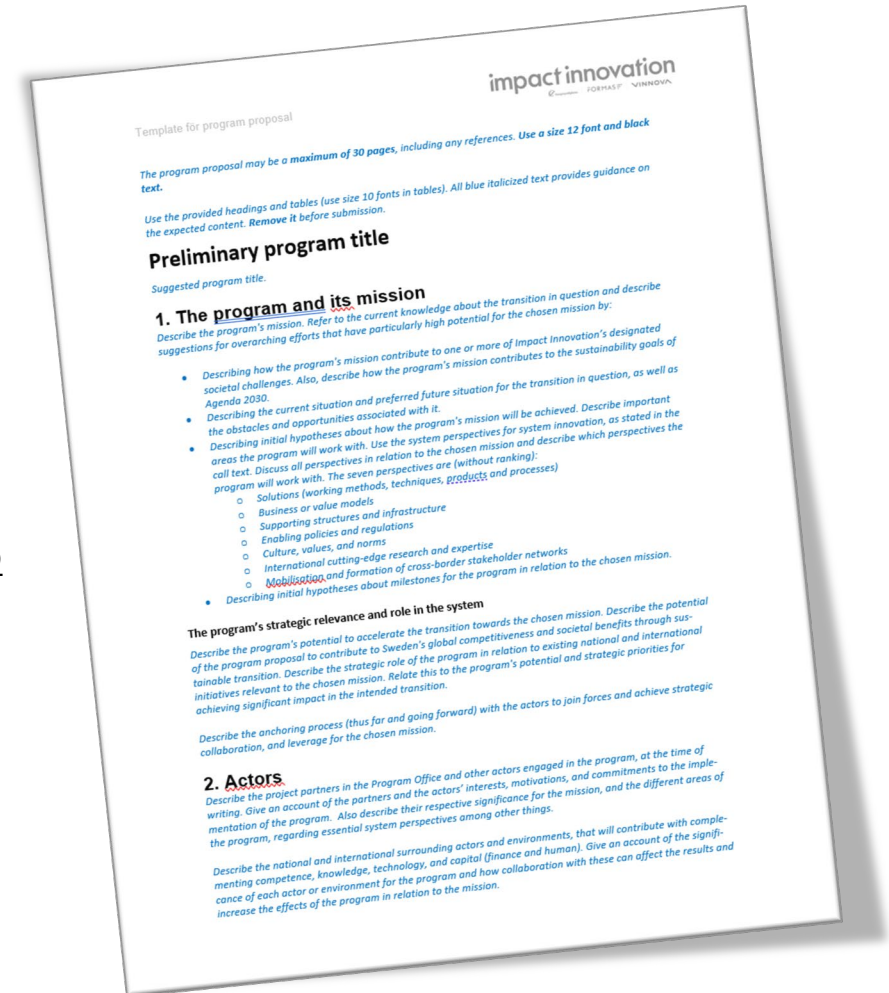 impact innovation
FORMAS VINNOVA
Template för program proposal
The program proposal may be a maximum of 30 pages, including any references. Use a size 12 font and black
text.
Use the provided headings and tables (use size 10 fonts in tables). All blue italicized text provides guidance on
the expected content. Remove it before submission.
Preliminary program title
Suggested program title.
1. The program and its mission
Describe the program's mission. Refer to the current knowledge about the transition in question and describe
suggestions for overarching efforts that have particularly high potential for the chosen mission by:
• Describing how the program's mission contribute to one or more of Impact Innovation's designated
societal challenges. Also, describe how the program's mission contributes to the sustainability goals of
Agenda 2030.
• Describing the current situation and preferred future situation for the transition in question, as well as
the obstacles and opportunities associated with it.
• Describing initial hypotheses about how the program's mission will be achieved. Describe important
areas the program will work with. Use the system perspectives for system innovation, as stated in the
call text. Discuss all perspectives in relation to the chosen mission and describe which perspectives the
program will work with. The seven perspectives are (without ranking):
o Solutions (working methods, techniques, products and processes)
o Business or value models
o Supporting structures and infrastructure
o Enabling policies and regulations
o Culture, values, and norms
o International cutting-edge research and expertise
o Mobilisation and formation of cross-border stakeholder networks
• Describing initial hypotheses about milestones for the program in relation to the chosen mission.
The program's strategic relevance and role in the system
Describe the program's potential to accelerate the transition towards the chosen mission. Describe the potential
of the program proposal to contribute to Sweden's global competitiveness and societal benefits through sus-
tainable transition. Describe the strategic role of the program in relation to existing national and international
initiatives relevant to the chosen mission. Relate this to the program's potential and strategic priorities for
achieving significant impact in the intended transition.
Describe the anchoring process (thus far and going forward) with the actors to join forces and achieve strategic
collaboration, and leverage for the chosen mission.
2. Actors
Describe the project partners in the Program Office and other actors engaged in the program, at the time of
writing. Give an account of the partners and the actors' interests, motivations, and commitments to the imple-
mentation of the program. Also describe their respective significance for the mission, and the different areas of
the program, regarding essential system perspectives among other things.
Describe the national and international surrounding actors and environments, that will contribute with comple-
menting competence, knowledge, technology, and capital (finance and human). Give an account of the signifi-
cance of each actor or environment for the program and how collaboration with these can affect the results and
increase the effects of the program in relation to the mission.